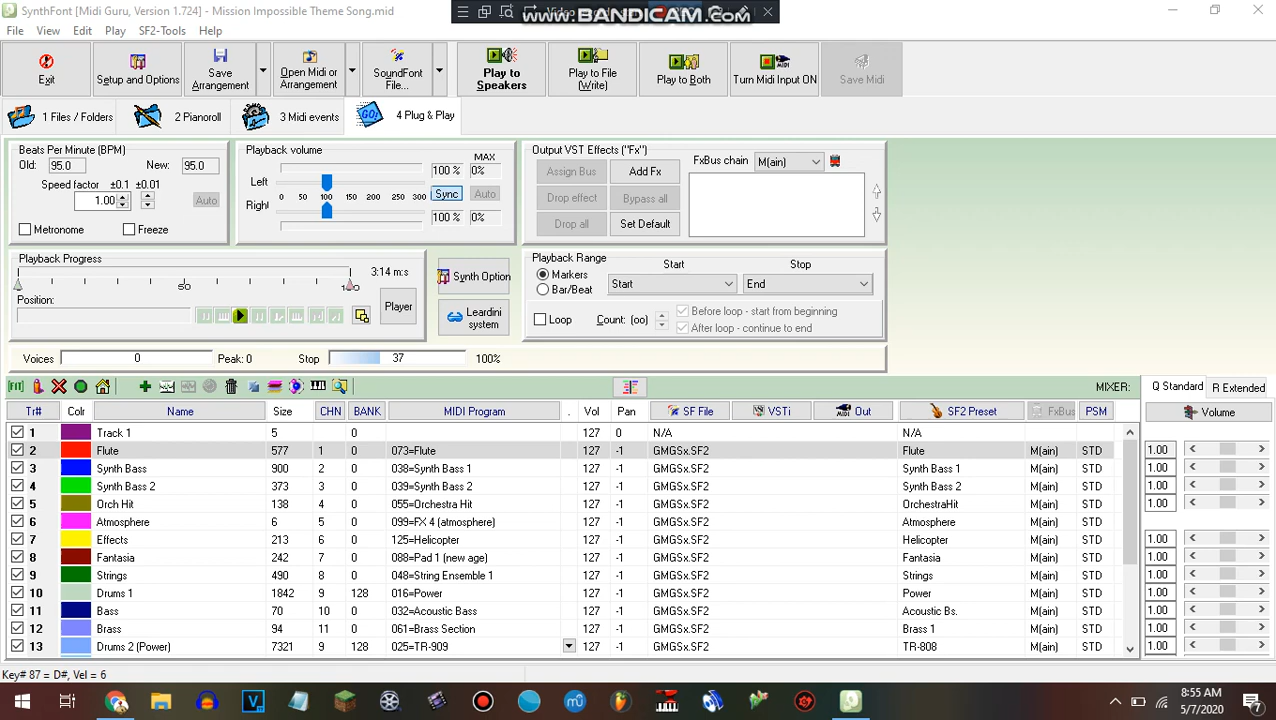 SynthFont [Midi Guru, Version 1.724] - Mission Impossible Theme Song.mid
www.BANDICAM.com
File View Edit Play SF2-Tools Help
Exit
Setup and Options
Save Arrangement
Open Midi or Arrangement
SoundFont File...
Play to Speakers
Play to File (Write)
Play to Both
Turn Midi Input ON
Save Midi
1 Files / Folders
2 Pianoroll
3 Midi events
4 Plug & Play
Beats Per Minute (BPM)
Old: 95.0 New: 95.0
Speed factor ±0.1 ±0.01
1.00 Auto
Metronome Freeze
Playback volume MAX
100 % 0%
Left
0 50 100 150 200 250 300 Sync Auto
Right
100 % 0%
Output VST Effects ("Fx")
FxBus chain M(ain)
Assign Bus Add Fx
Drop effect Bypass all
Drop all Set Default
Playback Progress
3:14 m:s
Position:
Player
Synth Option
Leardini system
Playback Range Start Stop
Markers Start End
Bar/Beat
Loop Count: (oo)
Before loop - start from beginning
After loop - continue to end
Voices 0 Peak: 0 Stop 37 100%
MIXER: Q Standard R Extended
Tr# Colr Name Size CHN BANK MIDI Program . Vol Pan SF File VSTi Out SF2 Preset FxBus PSM Volume
1 Track 1 5 0 127 0 N/A N/A
2 Flute 577 1 0 073=Flute 127 -1 GMGSx.SF2 Flute M(ain) STD 1.00
3 Synth Bass 900 2 0 038=Synth Bass 1 127 -1 GMGSx.SF2 Synth Bass 1 M(ain) STD 1.00
4 Synth Bass 2 373 3 0 039=Synth Bass 2 127 -1 GMGSx.SF2 Synth Bass 2 M(ain) STD 1.00
5 Orch Hit 138 4 0 055=Orchestra Hit 127 -1 GMGSx.SF2 OrchestraHit M(ain) STD 1.00
6 Atmosphere 6 5 0 099=FX 4 (atmosphere) 127 -1 GMGSx.SF2 Atmosphere M(ain) STD
7 Effects 213 6 0 125=Helicopter 127 -1 GMGSx.SF2 Helicopter M(ain) STD 1.00
8 Fantasia 242 7 0 088=Pad 1 (new age) 127 -1 GMGSx.SF2 Fantasia M(ain) STD 1.00
9 Strings 490 8 0 048=String Ensemble 1 127 -1 GMGSx.SF2 Strings M(ain) STD 1.00
10 Drums 1 1842 9 128 016=Power 127 -1 GMGSx.SF2 Power M(ain) STD 1.00
11 Bass 70 10 0 032=Acoustic Bass 127 -1 GMGSx.SF2 Acoustic Bs. M(ain) STD 1.00
12 Brass 94 11 0 061=Brass Section 127 -1 GMGSx.SF2 Brass 1 M(ain) STD 1.00
13 Drums 2 (Power) 7321 9 128 025=TR-909 127 -1 GMGSx.SF2 TR-808 M(ain) STD 1.00
Key# 87 = D#, Vel = 6
8:55 AM
5/7/2020